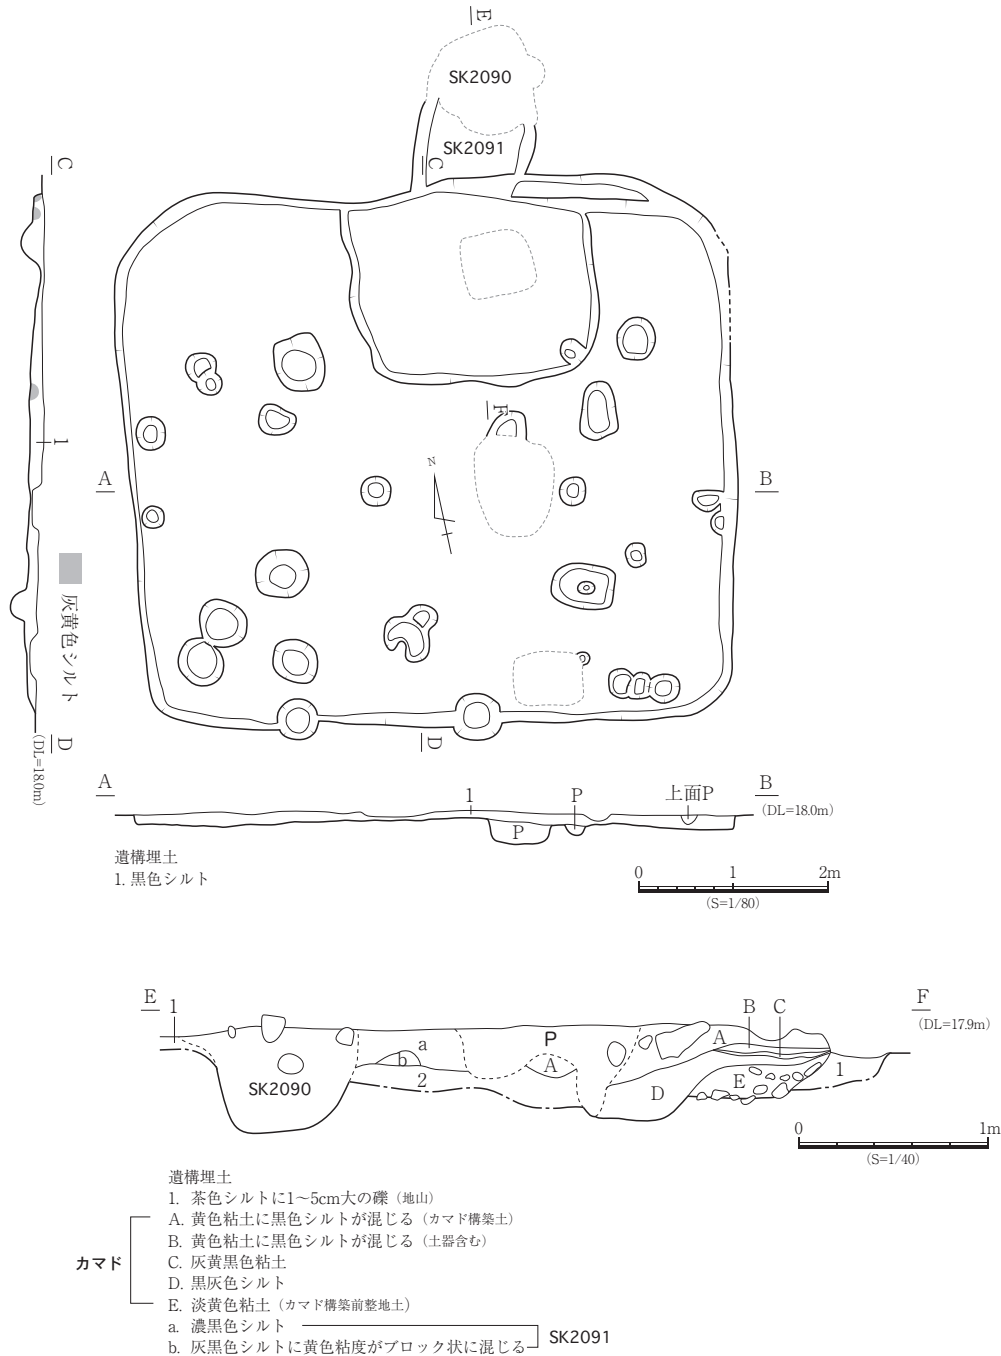 E
SK2090
SK2091
C
C
F
1
N
A
B
灰黄色シルト
D
D
(DL=18.0m)
A
1
P
上面P
B
P
(DL=18.0m)
遺構埋土
1. 黒色シルト
0 1 2m
(S=1/80)
E
1
B
C
F
(DL=17.9m)
a
P
A
b
A
1
2
SK2090
D
E
0 1m
(S=1/40)
遺構埋土
1. 茶色シルトに1〜5cm大の礫（地山）
A. 黄色粘土に黒色シルトが混じる（カマド構築土）
B. 黄色粘土に黒色シルトが混じる（土器含む）
カマド
C. 灰黄黒色粘土
D. 黒灰色シルト
E. 淡黄色粘土（カマド構築前整地土）
a. 濃黒色シルト
SK2091
b. 灰黒色シルトに黄色粘度がブロック状に混じる